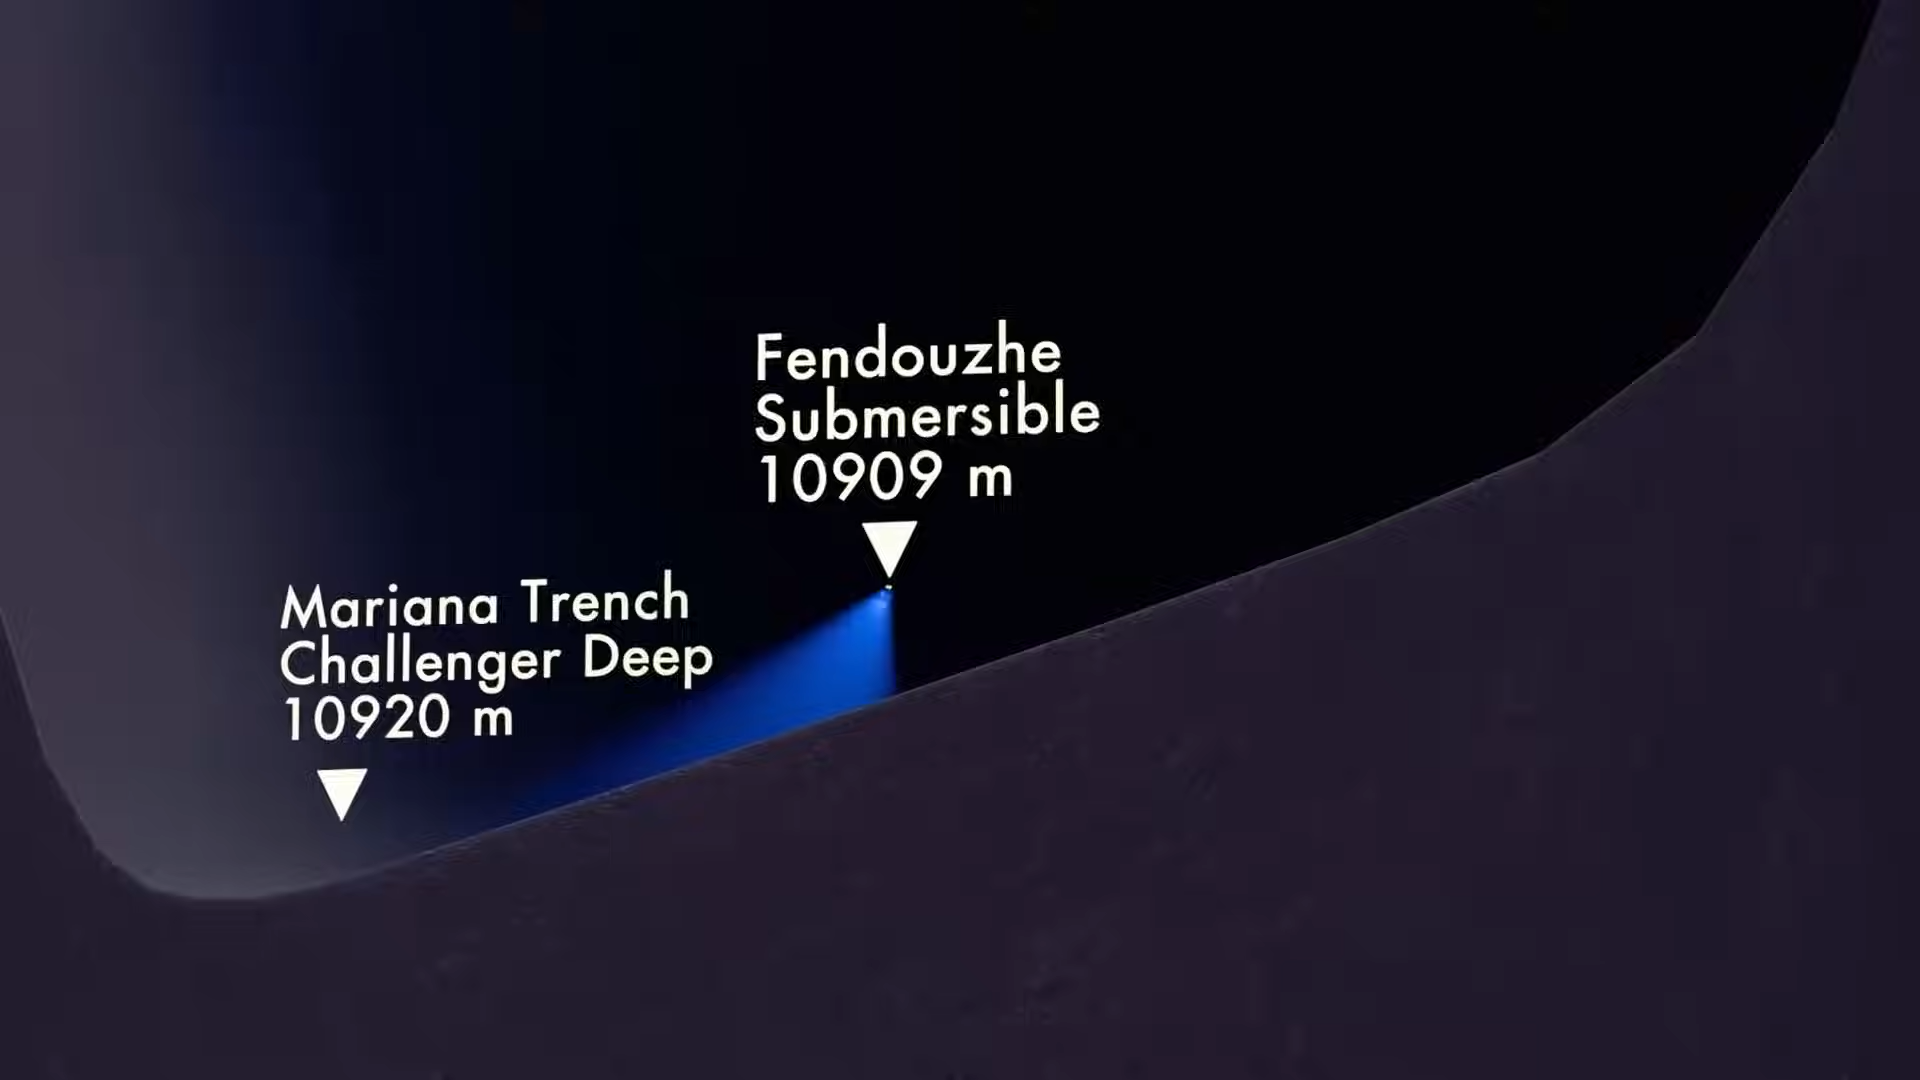 Fendouzhe
Submersible
10909 m
Mariana Trench
Challenger Deep
10920 m